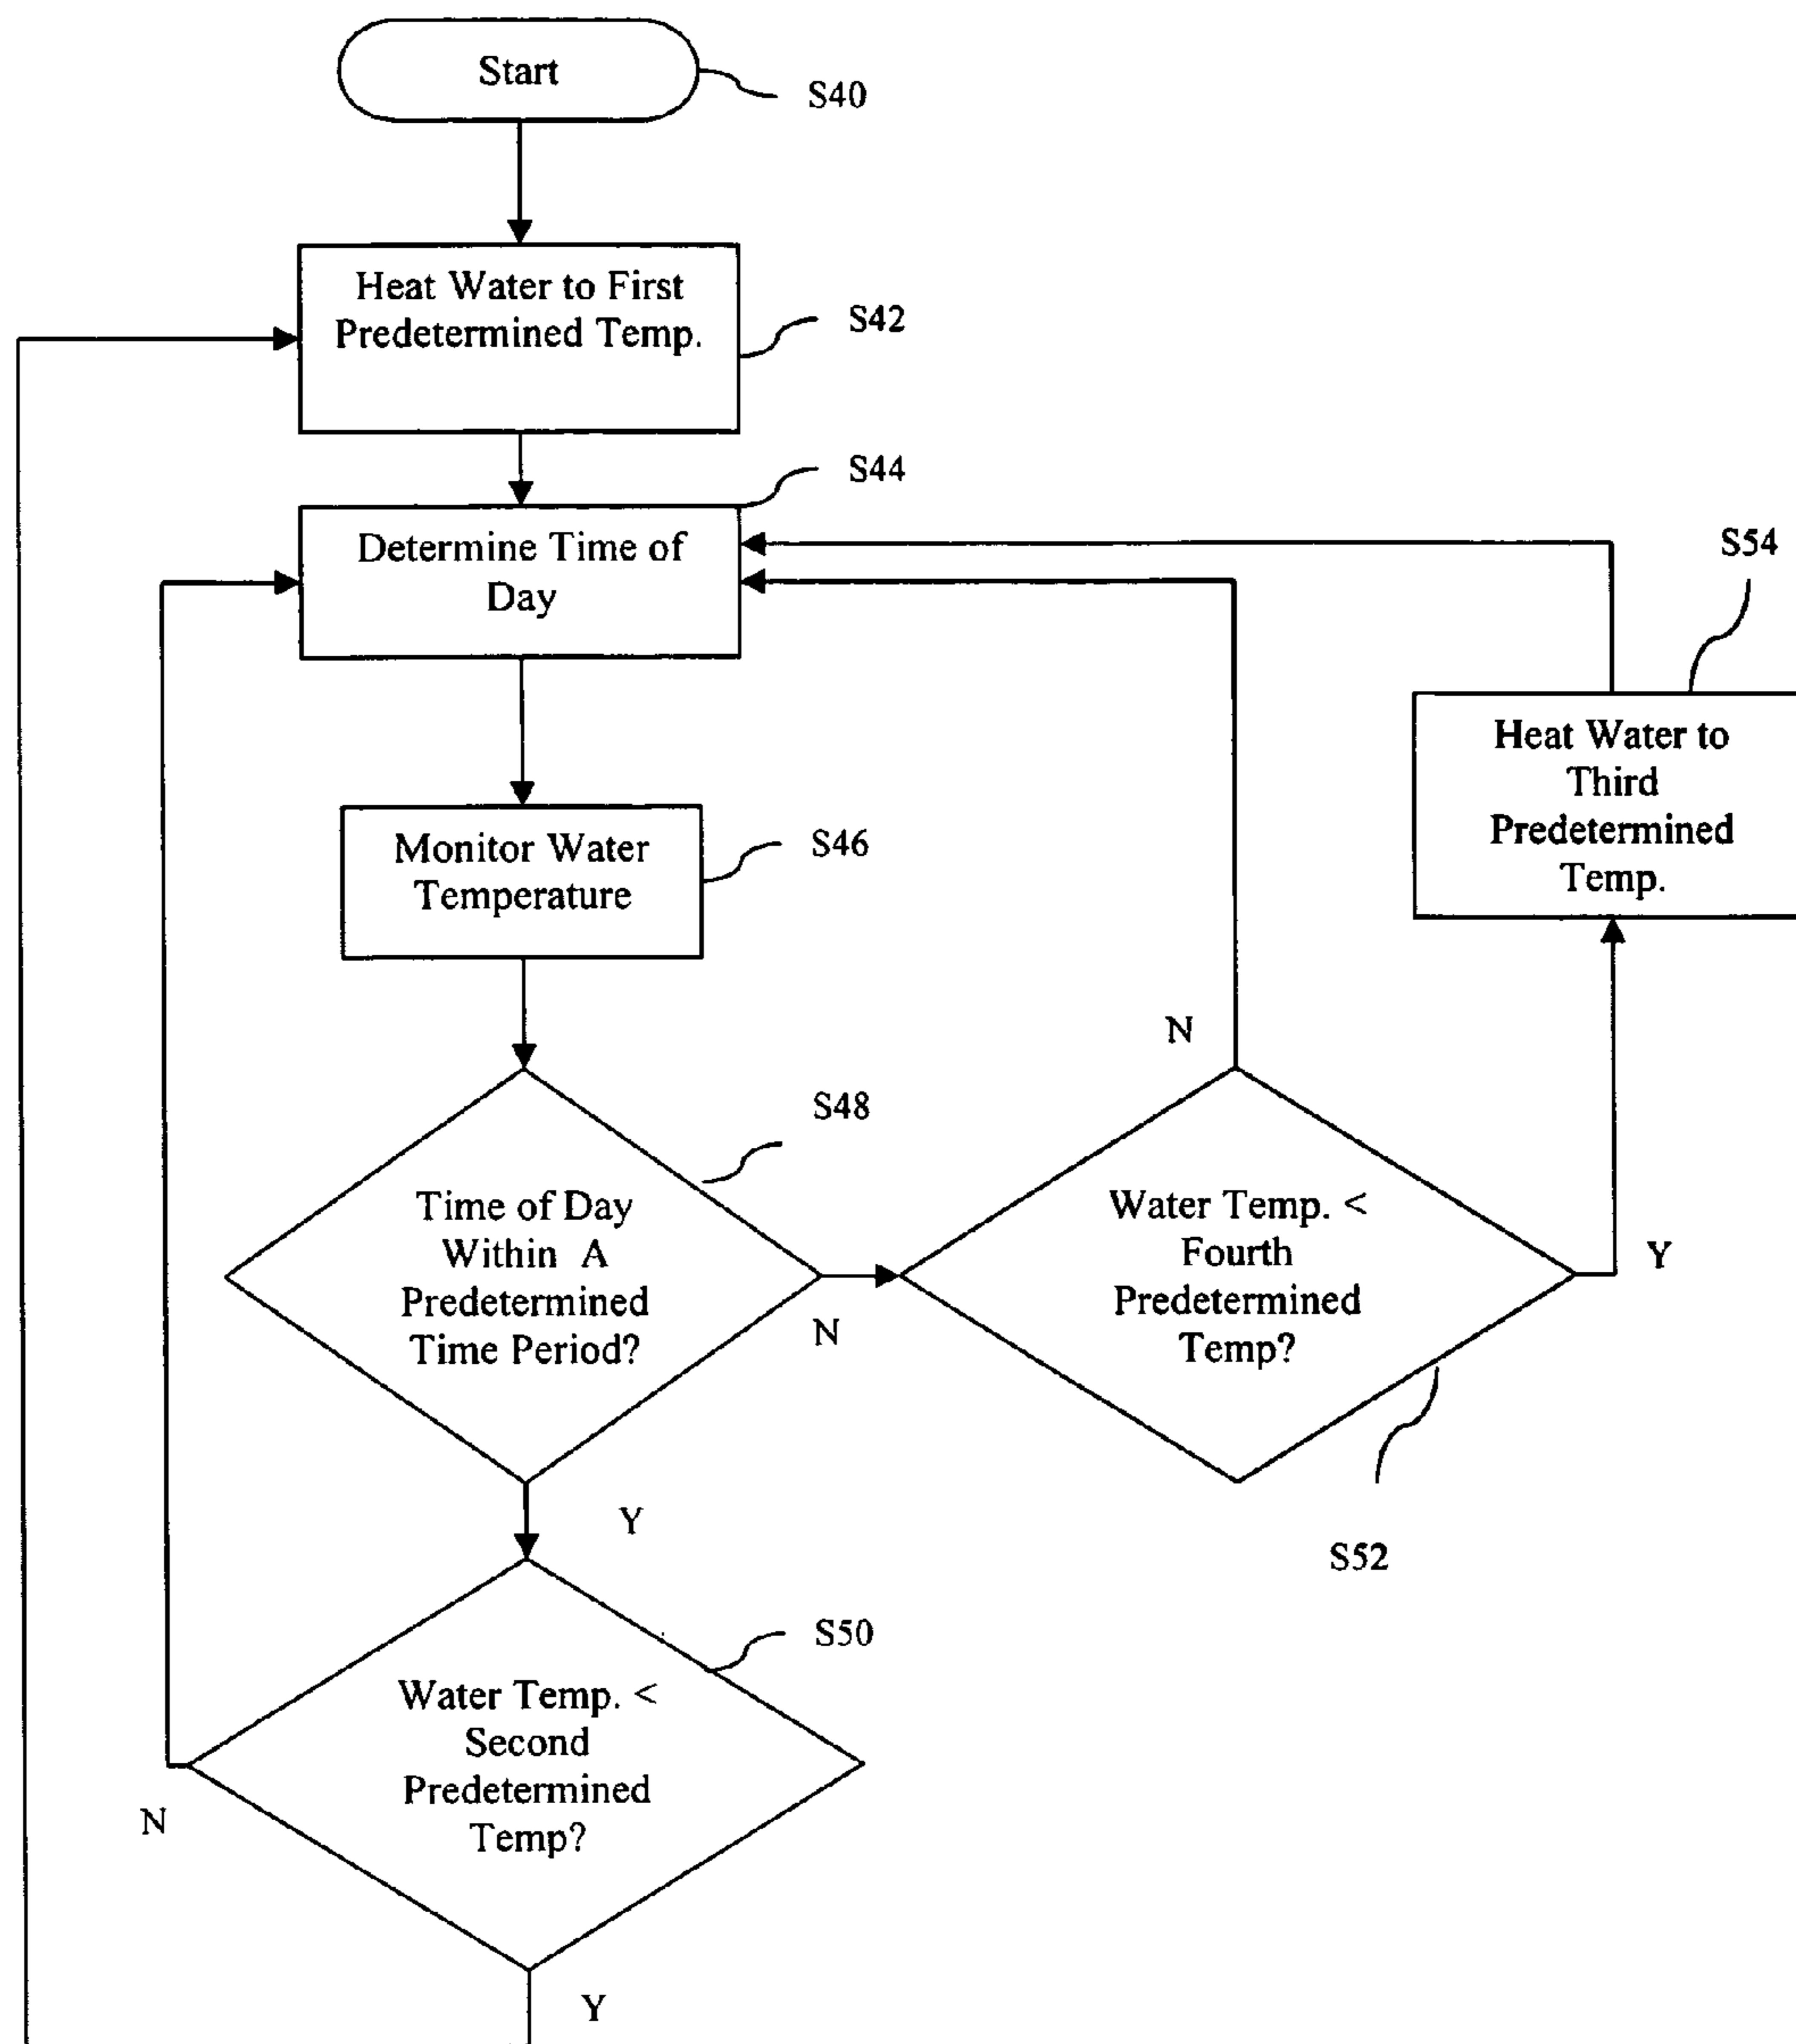 Start
S40
Heat Water to First
Predetermined Temp.
S42
S44
Determine Time of
Day
S54
Heat Water to
Third
Predetermined
Temp.
Monitor Water
Temperature
S46
N
S48
Time of Day
Within A
Predetermined
Time Period?
N
Water Temp. <
Fourth
Predetermined
Temp?
Y
Y
S52
S50
Water Temp. <
Second
Predetermined
Temp?
N
Y